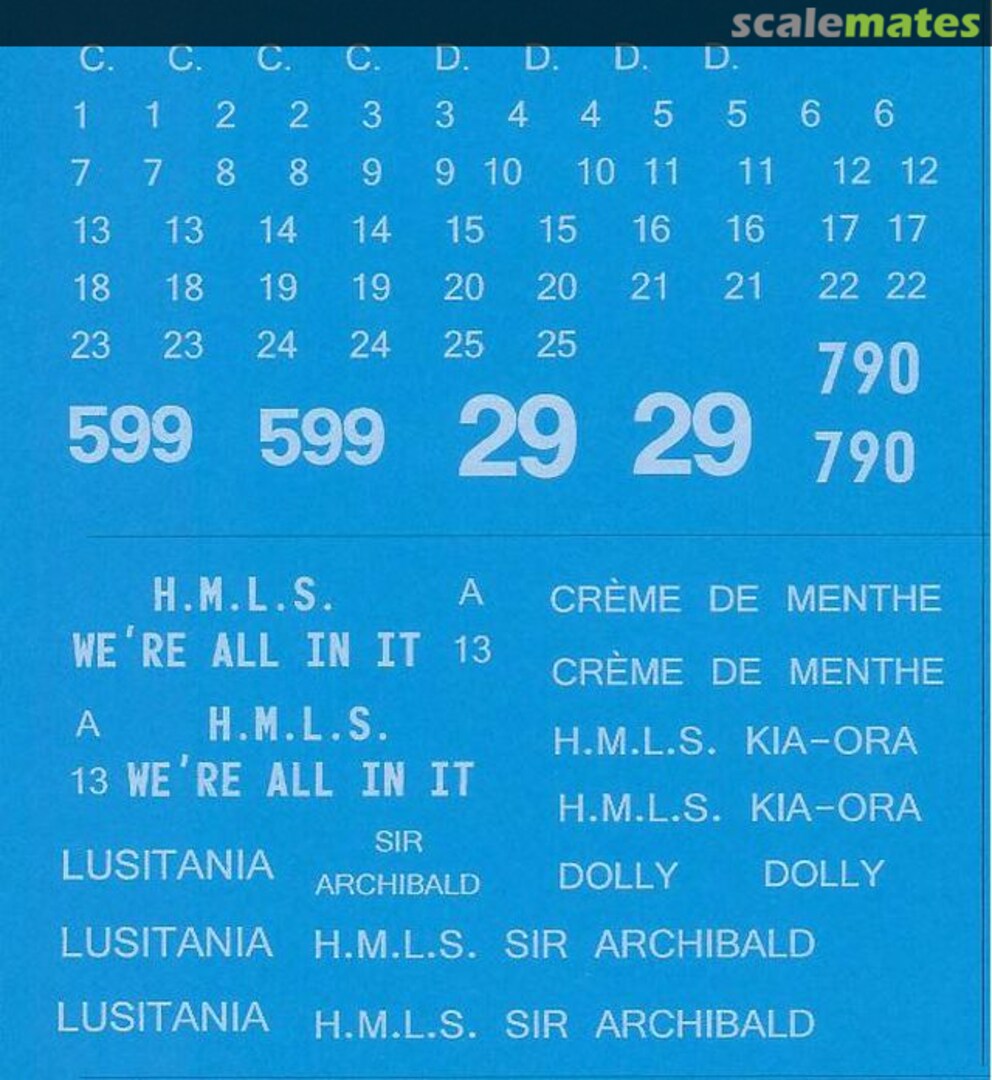 scalemates
C. C. C. C. D. D. D. D.
1 1 2 2 3 3 4 4 5 5 6 6
7 7 8 8 9 9 10 10 11 11 12 12
13 13 14 14 15 15 16 16 17 17
18 18 19 19 20 20 21 21 22 22
23 23 24 24 25 25
790
599 599 29 29
790
H.M.L.S. A
WE'RE ALL IN IT 13
A H.M.L.S.
13 WE'RE ALL IN IT
CRÈME DE MENTHE
CRÈME DE MENTHE
H.M.L.S. KIA-ORA
H.M.L.S. KIA-ORA
LUSITANIA
SIR
ARCHIBALD
DOLLY DOLLY
LUSITANIA H.M.L.S. SIR ARCHIBALD
LUSITANIA H.M.L.S. SIR ARCHIBALD